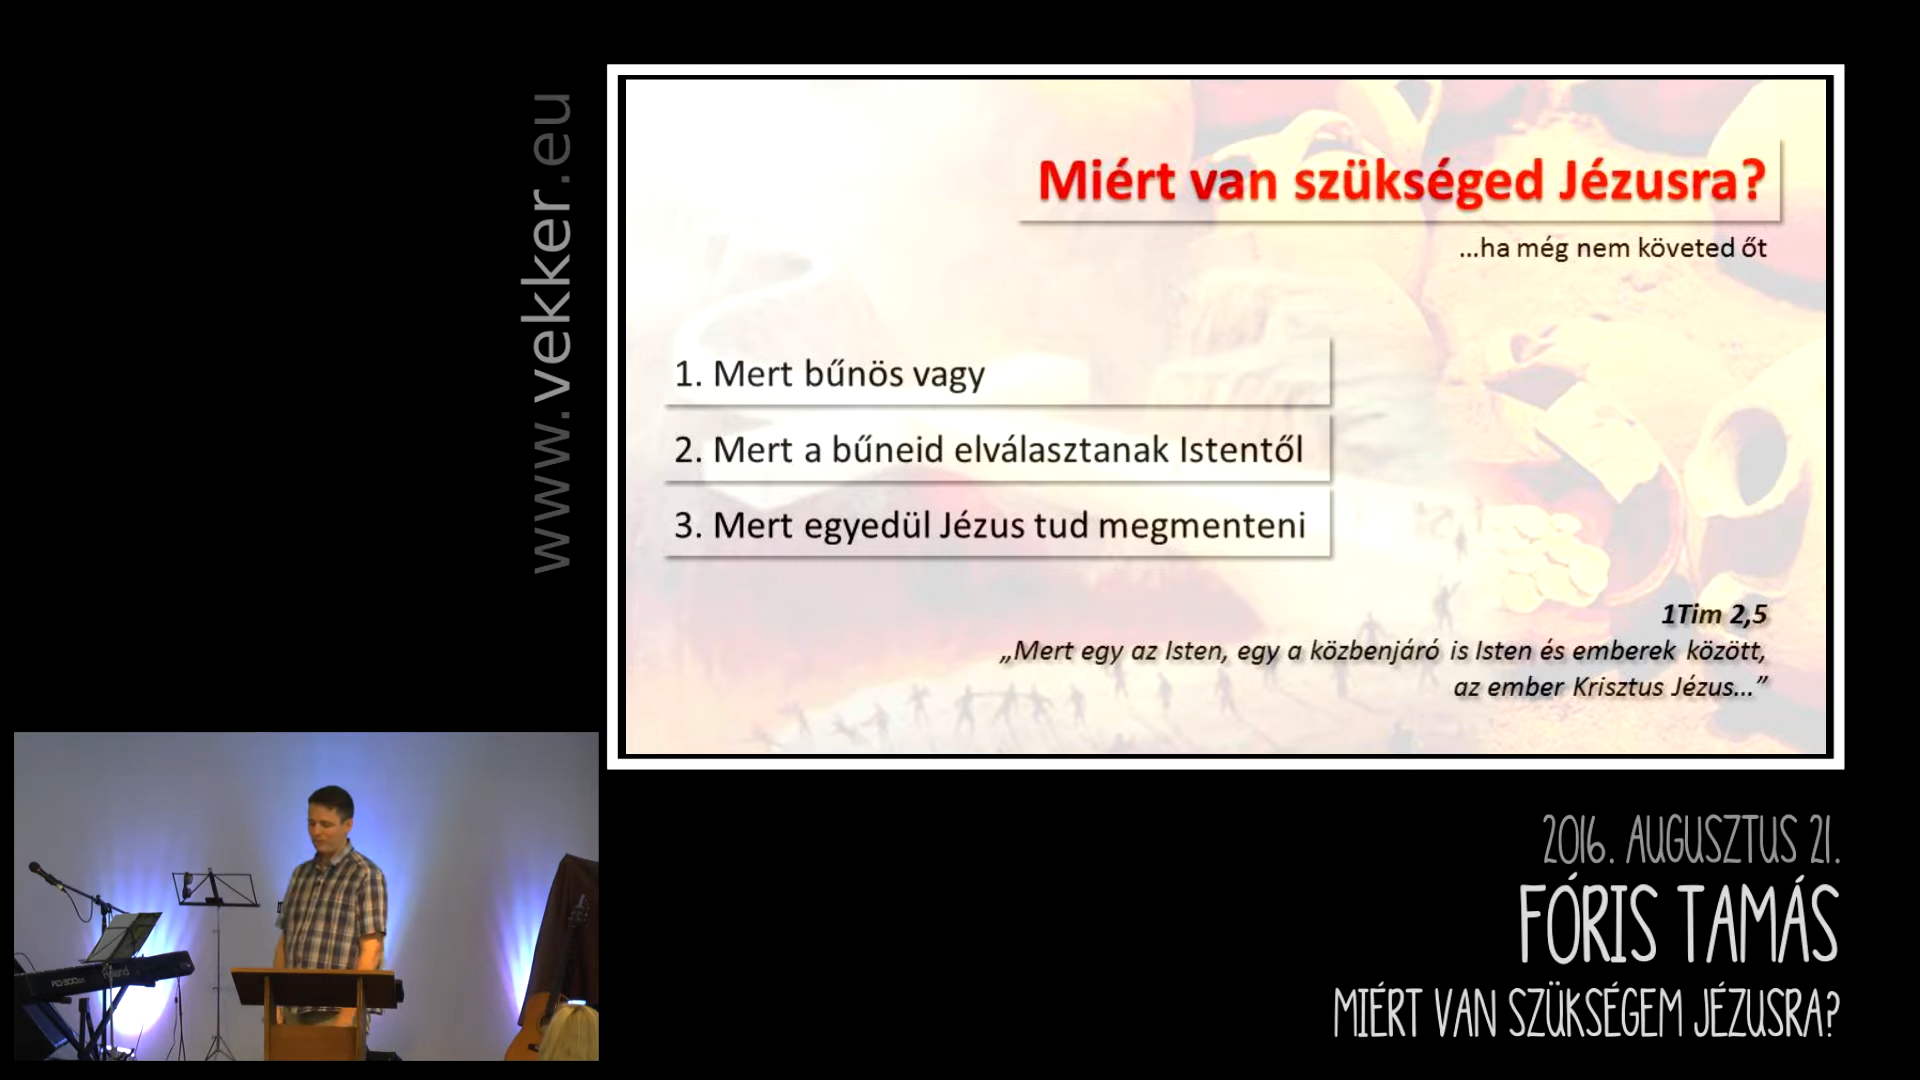 www.vekker.eu
Miért van szükséged Jézusra?
...ha még nem követed őt
1. Mert bűnös vagy
2. Mert a bűneid elválasztanak Istentől
3. Mert egyedül Jézus tud megmenteni
1Tim 2,5
„Mert egy az Isten, egy a közbenjáró is Isten és emberek között,
az ember Krisztus Jézus...”
2016. AUGUSZTUS 21.
FÓRIS TAMÁS
MIÉRT VAN SZÜKSÉGEM JÉZUSRA?
Roland